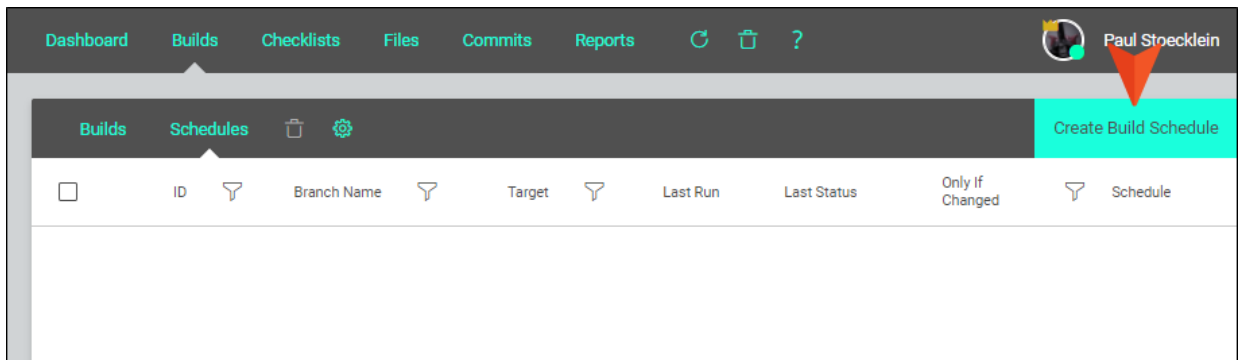 Dashboard Builds Checklists Files Commits Reports ? Paul Stoecklein
Builds Schedules Create Build Schedule
ID Branch Name Target Last Run Last Status Only If Changed Schedule